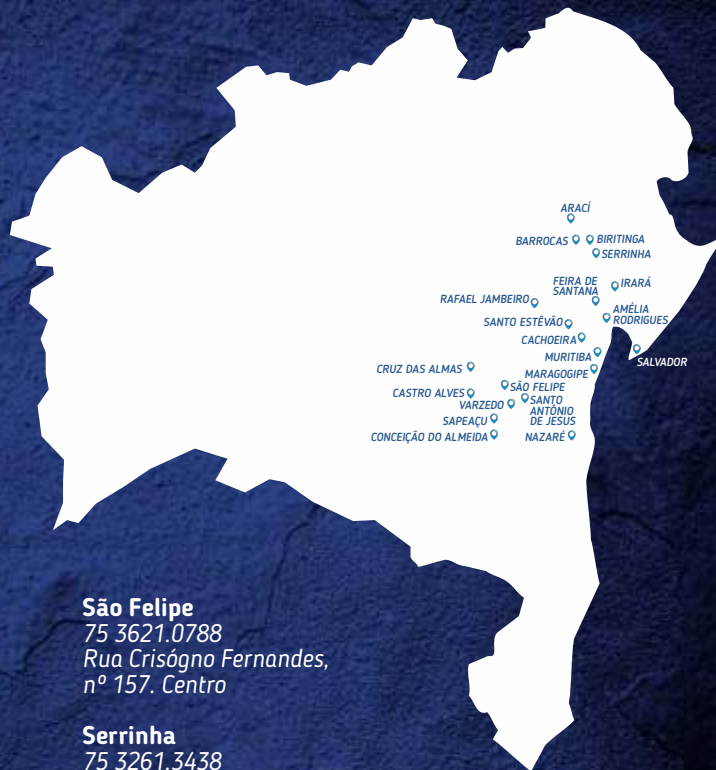 ARACÍ
BARROCAS
BIRITINGA
SERRINHA
FEIRA DE
SANTANA
IRARÁ
RAFAEL JAMBEIRO
AMÉLIA
RODRIGUES
SANTO ESTÊVÃO
CACHOEIRA
MURITIBA
SALVADOR
CRUZ DAS ALMAS
MARAGOGIPE
SÃO FELIPE
CASTRO ALVES
VARZEDO
SANTO
ANTÔNIO
DE JESUS
SAPEAÇU
CONCEIÇÃO DO ALMEIDA
NAZARÉ
São Felipe
75 3621.0788
Rua Crisógno Fernandes,
nº 157. Centro
Serrinha
75 3261.3438